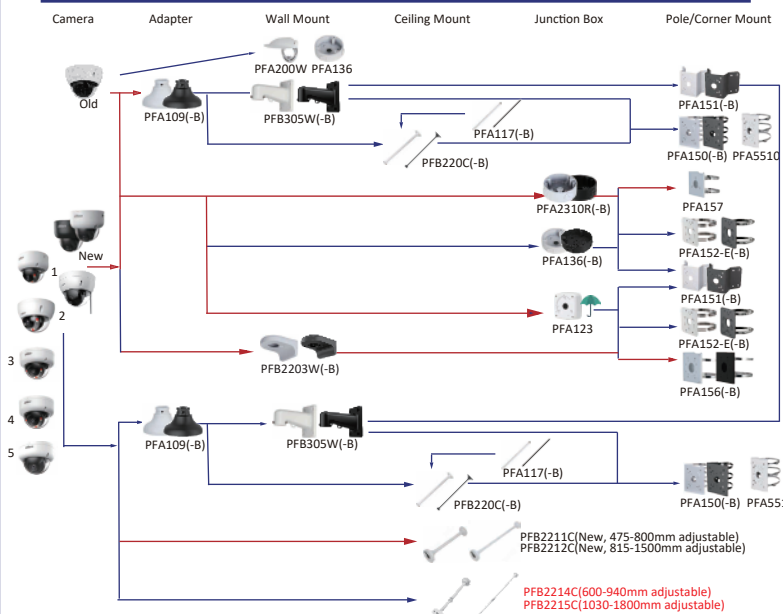 Camera Adapter Wall Mount Ceiling Mount Junction Box Pole/Corner Mount
PFA200W PFA136
Old
PFA109(-B)
PFB305W(-B)
PFA151(-B)
PFA117(-B)
PFB220C(-B)
PFA150(-B) PFA5510
PFA2310R(-B)
PFA157
New
PFA136(-B)
PFA152-E(-B)
1
PFA151(-B)
2
PFA123
PFA152-E(-B)
3
PFB2203W(-B)
PFA156(-B)
4
PFA109(-B)
PFB305W(-B)
5
PFA117(-B)
PFB220C(-B)
PFA150(-B) PFA551
PFB2211C(New, 475-800mm adjustable)
PFB2212C(New, 815-1500mm adjustable)
PFB2214C(600-940mm adjustable)
PFB2215C(1030-1800mm adjustable)